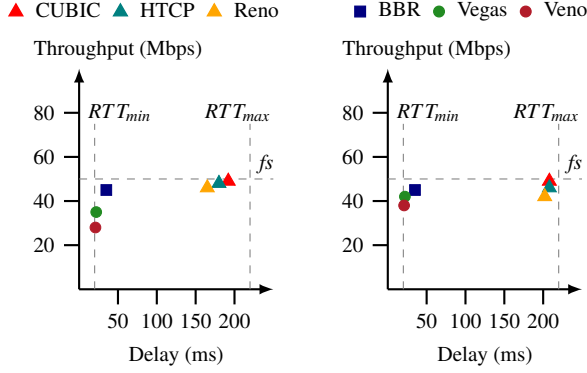 CUBIC HTCP Reno BBR Vegas Veno
Throughput (Mbps)
RTTmin RTTmax
fs
80
60
40
20
50 100 150 200
Delay (ms)
Throughput (Mbps)
RTTmin RTTmax
fs
80
60
40
20
50 100 150 200
Delay (ms)